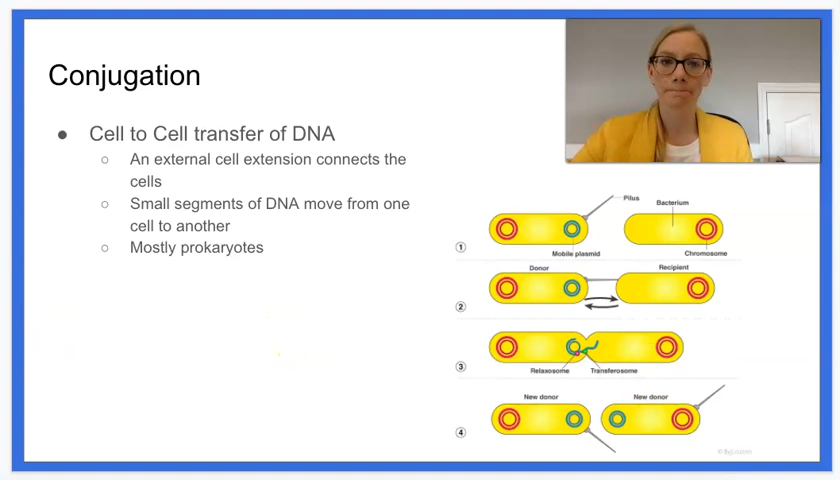 Conjugation
● Cell to Cell transfer of DNA
○ An external cell extension connects the
cells
○ Small segments of DNA move from one
cell to another
○ Mostly prokaryotes
Pilus
Bacterium
1
Mobile plasmid
Chromosome
Donor
Recipient
2
3
Relaxosome
Transferosome
New donor
New donor
4
© Byjus.com